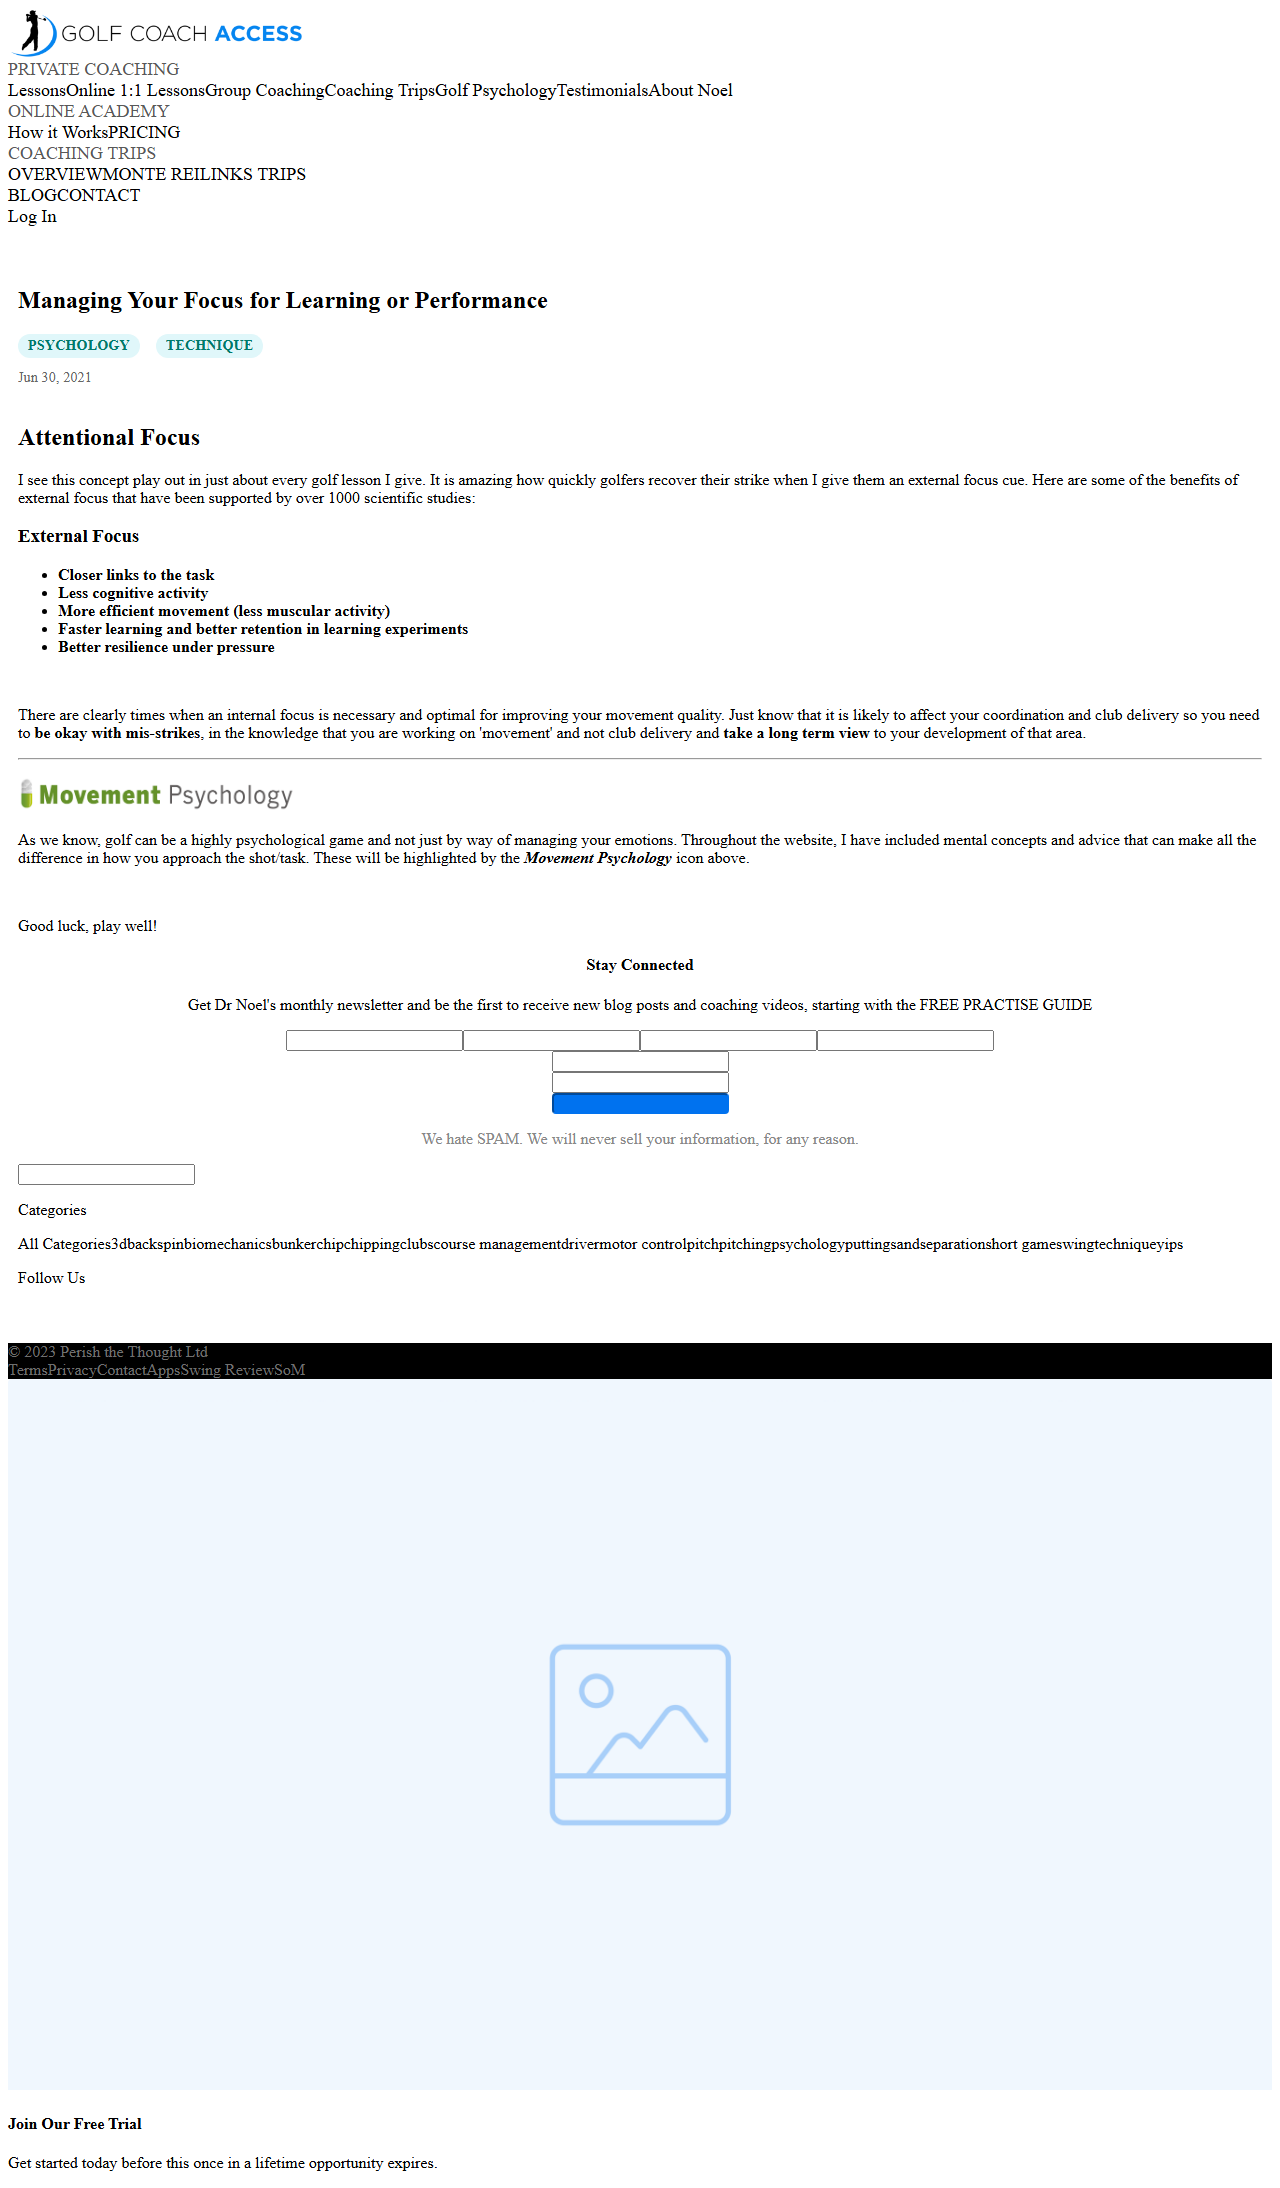 GOLF COACH ACCESS
PRIVATE COACHING
LessonsOnline 1:1 LessonsGroup CoachingCoaching TripsGolf PsychologyTestimonialsAbout Noel
ONLINE ACADEMY
How it WorksPRICING
COACHING TRIPS
OVERVIEWMONTE REILINKS TRIPS
BLOGCONTACT
Log In
Managing Your Focus for Learning or Performance
PSYCHOLOGY TECHNIQUE
Jun 30, 2021
Attentional Focus
I see this concept play out in just about every golf lesson I give. It is amazing how quickly golfers recover their strike when I give them an external focus cue. Here are some of the benefits of
external focus that have been supported by over 1000 scientific studies:
External Focus
• Closer links to the task
• Less cognitive activity
• More efficient movement (less muscular activity)
• Faster learning and better retention in learning experiments
• Better resilience under pressure
There are clearly times when an internal focus is necessary and optimal for improving your movement quality. Just know that it is likely to affect your coordination and club delivery so you need
to be okay with mis-strikes, in the knowledge that you are working on 'movement' and not club delivery and take a long term view to your development of that area.
Movement Psychology
As we know, golf can be a highly psychological game and not just by way of managing your emotions. Throughout the website, I have included mental concepts and advice that can make all the
difference in how you approach the shot/task. These will be highlighted by the Movement Psychology icon above.
Good luck, play well!
Stay Connected
Get Dr Noel's monthly newsletter and be the first to receive new blog posts and coaching videos, starting with the FREE PRACTISE GUIDE
We hate SPAM. We will never sell your information, for any reason.
Categories
All Categories3dbackspinbiomechanicsbunkerchipchippingclubscourse managementdrivermotor controlpitchpitchingpsychologyputtingsandseparationshort gameswingtechniqueyips
Follow Us
© 2023 Perish the Thought Ltd
TermsPrivacyContactAppsSwing ReviewSoM
Join Our Free Trial
Get started today before this once in a lifetime opportunity expires.